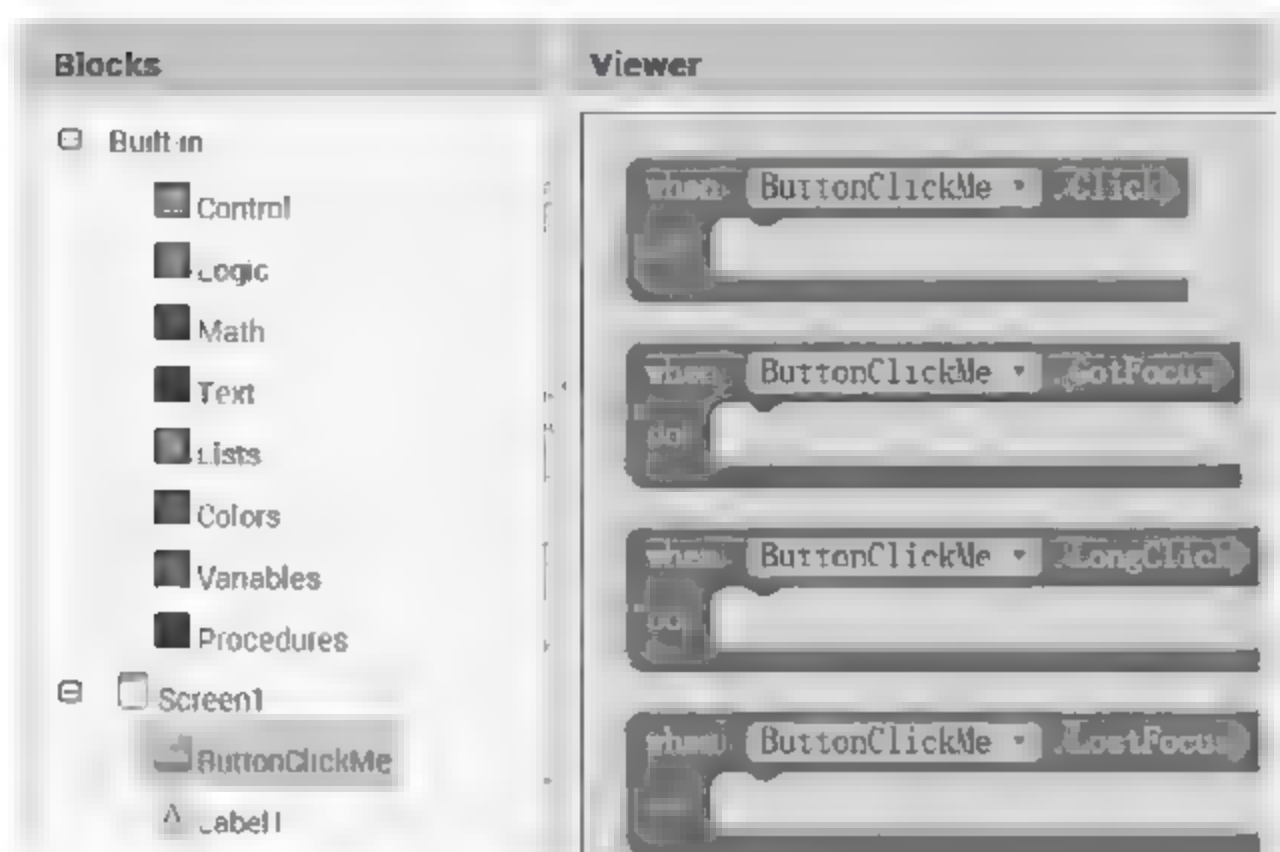 Blocks
Built-in
Control
Logic
Math
Text
Lists
Colors
Variables
Procedures
Screen1
ButtonClickMe
Label1
Viewer
when ButtonClickMe .Click
when ButtonClickMe .GotFocus
do
when ButtonClickMe .LongClick
do
when ButtonClickMe .LostFocus